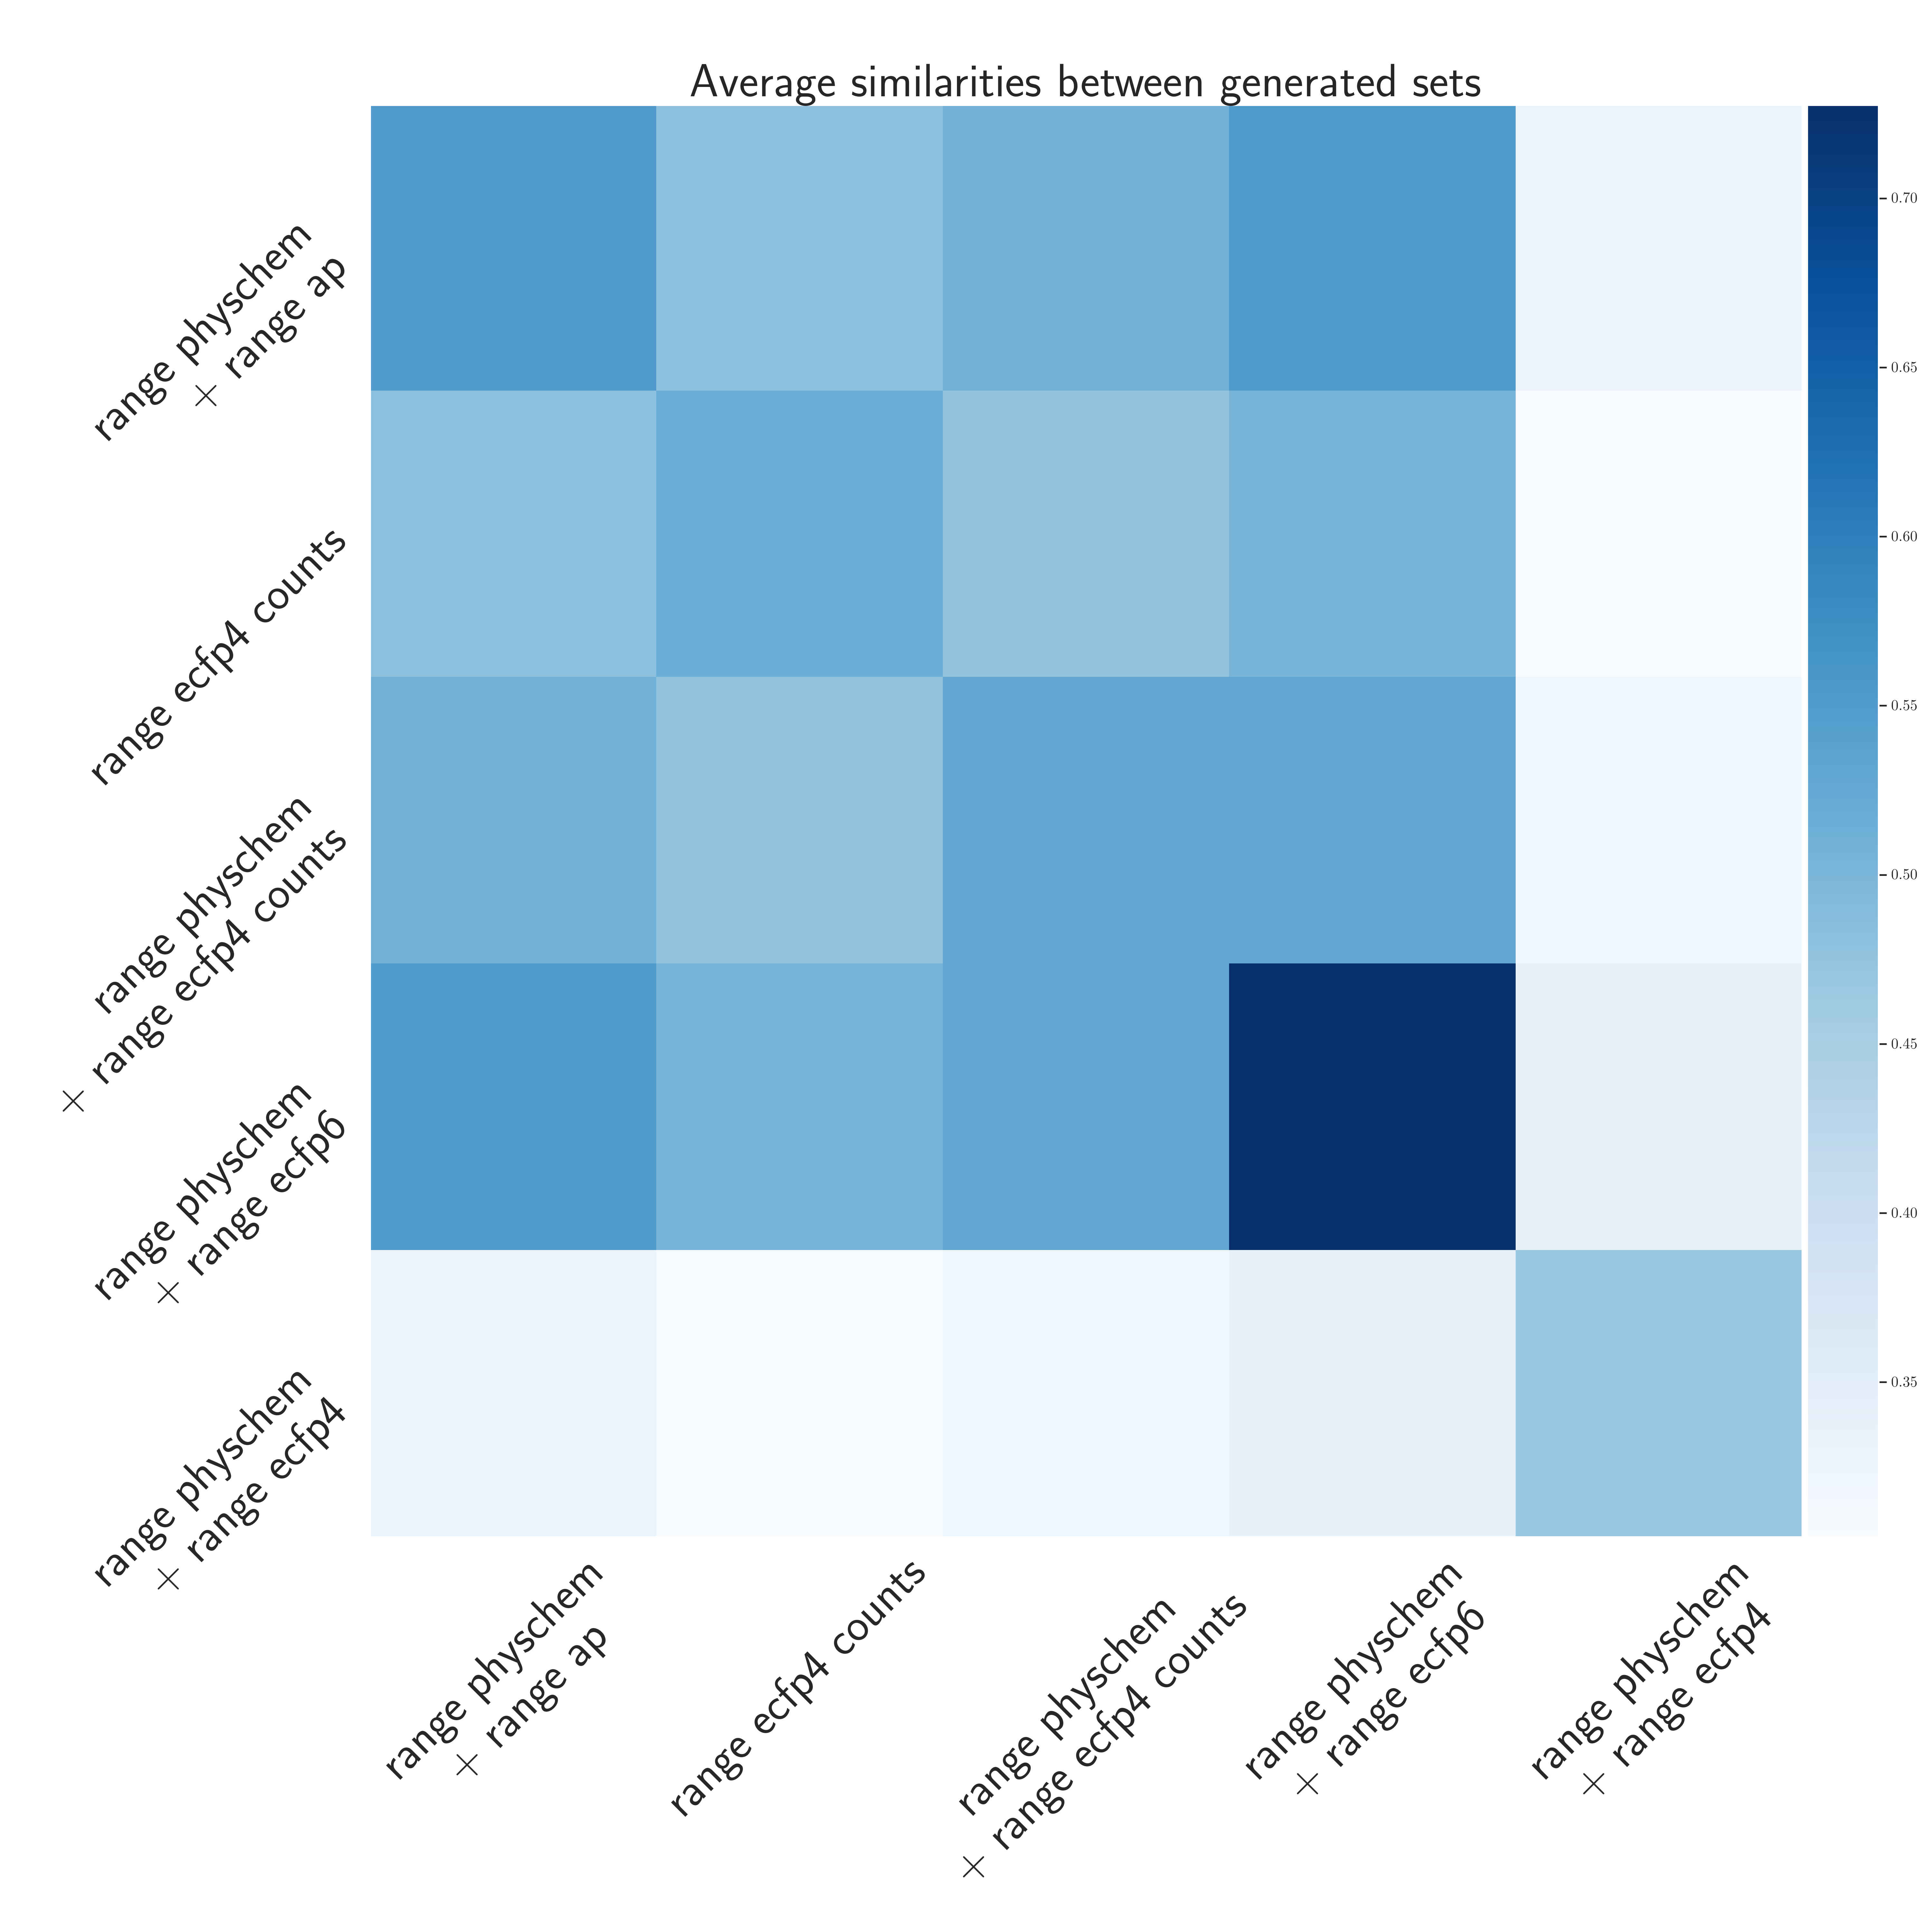 Average similarities between generated sets
range physchem
+ range ap
range ecfp4 counts
range physchem
+ range ecfp4 counts
range physchem
+ range ecfp6
range physchem
+ range ecfp4
0.70
0.65
0.60
0.55
0.50
0.45
0.40
0.35
range physchem
+ range ap
range ecfp4 counts
range physchem
+ range ecfp4 counts
range physchem
+ range ecfp6
range physchem
+ range ecfp4